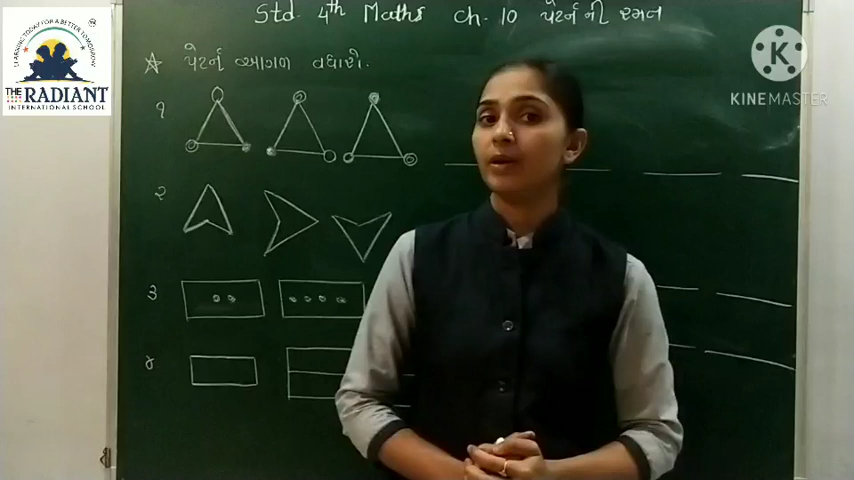 Std. 4th Maths Ch. 10 પેટર્ન ની રમત
☆ પેટર્ન આગળ વધારો.
૧
૨
૩
૪
LEARNING TODAY FOR A BETTER TOMORROW
THE RADIANT
INTERNATIONAL SCHOOL
K
KINEMASTER